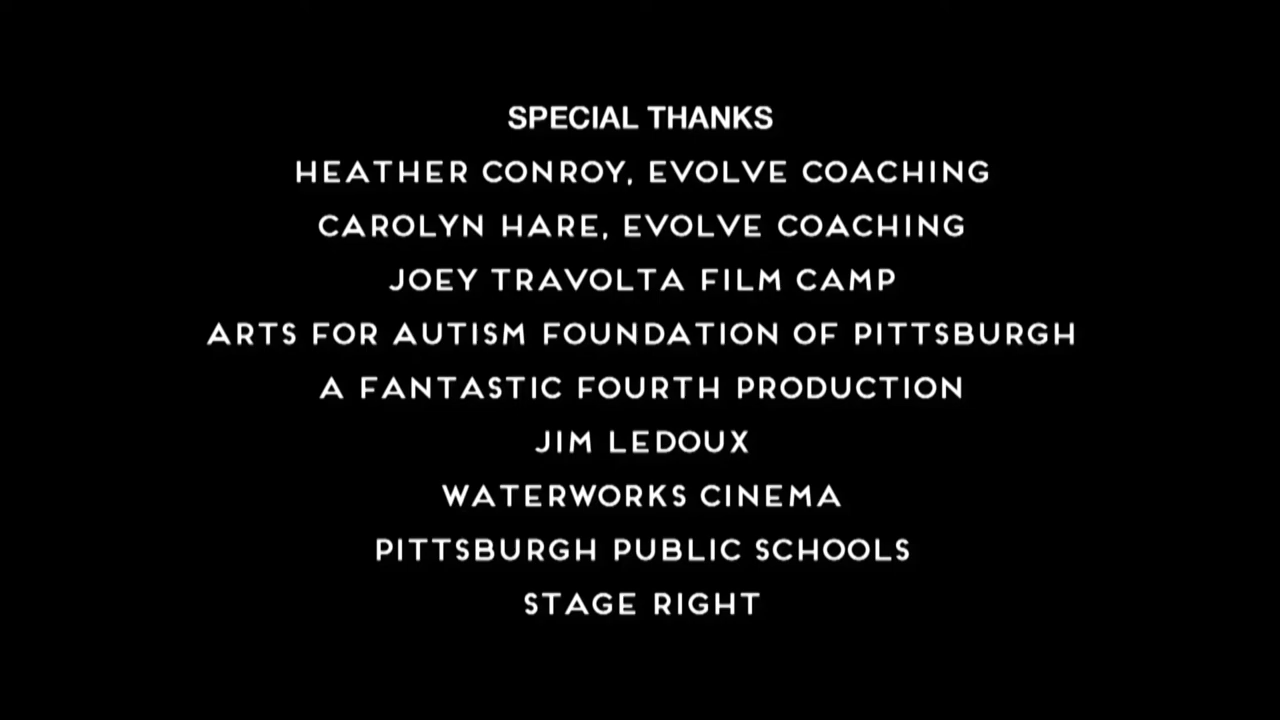 SPECIAL THANKS
HEATHER CONROY, EVOLVE COACHING
CAROLYN HARE, EVOLVE COACHING
JOEY TRAVOLTA FILM CAMP
ARTS FOR AUTISM FOUNDATION OF PITTSBURGH
A FANTASTIC FOURTH PRODUCTION
JIM LEDOUX
WATERWORKS CINEMA
PITTSBURGH PUBLIC SCHOOLS
STAGE RIGHT